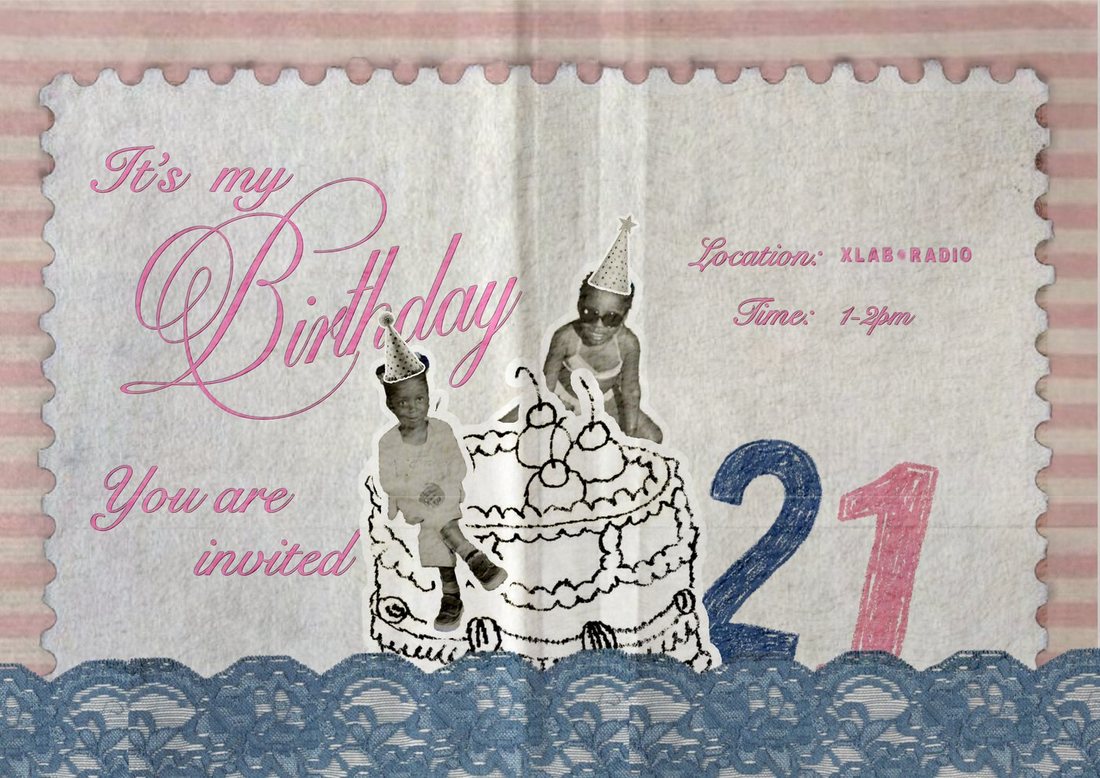 It's my
Birthday
You are
invited
Location: XLAB RADIO
Time: 1-2pm
21